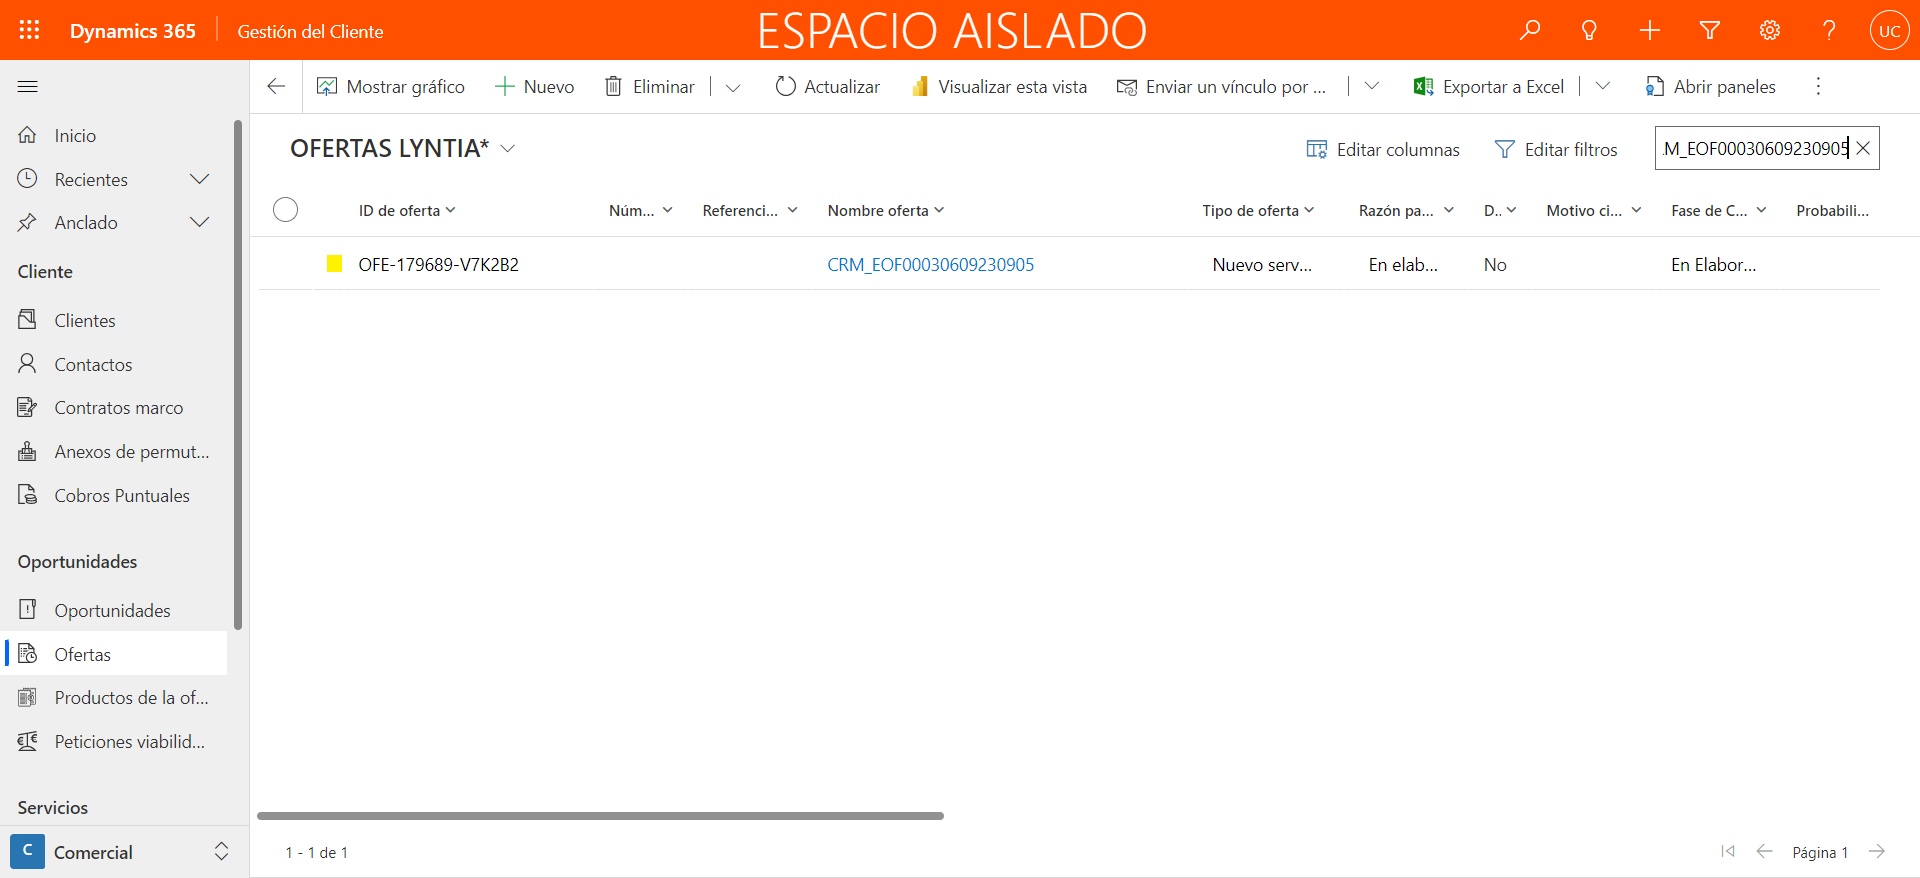 Dynamics 365
Gestión del Cliente
ESPACIO AISLADO
UC
Mostrar gráfico
Nuevo
Eliminar
Actualizar
Visualizar esta vista
Enviar un vínculo por ...
Exportar a Excel
Abrir paneles
Inicio
Recientes
Anclado
Cliente
Clientes
Contactos
Contratos marco
Anexos de permut...
Cobros Puntuales
Oportunidades
Oportunidades
Ofertas
Productos de la of...
Peticiones viabilid...
Servicios
C Comercial
OFERTAS LYNTIA*
Editar columnas
Editar filtros
M_EOF00030609230905
ID de oferta
Núm...
Referenci...
Nombre oferta
Tipo de oferta
Razón pa...
D..
Motivo ci...
Fase de C...
Probabili...
OFE-179689-V7K2B2
CRM_EOF00030609230905
Nuevo serv...
En elab...
No
En Elabor...
1 - 1 de 1
Página 1